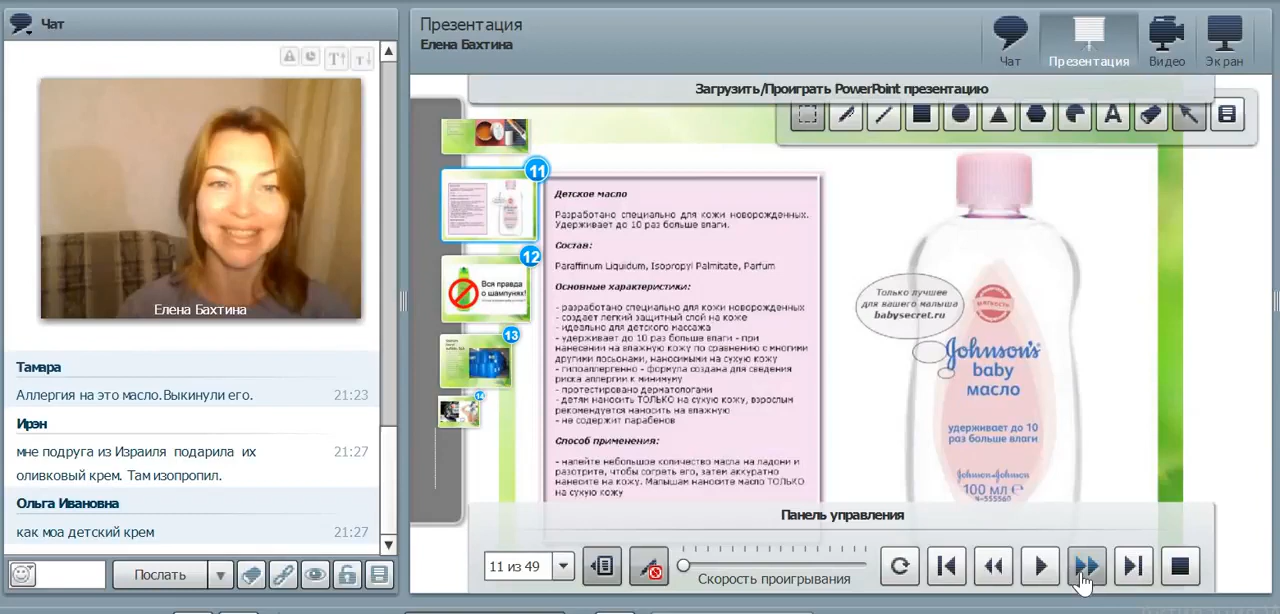 Чат
Елена Бахтина
Тамара
Аллергия на это масло.Выкинули его. 21:23
Ирэн
мне подруга из Израиля подарила их 21:27
оливковый крем. Там изопропил.
Ольга Ивановна
как моа детский крем 21:27
Послать
Презентация
Елена Бахтина
Чат
Презентация
Видео
Экран
Загрузить/Проиграть PowerPoint презентацию
T T
A
11
12
Вся правда
о шампунях!
13
14
Детское масло
Разработано специально для кожи новорожденных.
Удерживает до 10 раз больше влаги.
Состав:
Paraffinum Liquidum, Isopropyl Palmitate, Parfum
Основные характеристики:
- разработано специально для кожи новорожденных
- создает легкий защитный слой на коже
- идеально для детского массажа
- удерживает до 10 раз больше влаги - при
нанесении на влажную кожу по сравнению с многими
другими лосьонами, наносимыми на сухую кожу
- гипоаллергенно - формула создана для сведения
риска аллергии к минимуму
- протестировано дерматологами
- детям наносить ТОЛЬКО на сухую кожу, взрослым
рекомендуется наносить на влажную
- не содержит парабенов
Способ применения:
- налейте небольшое количество масла на ладони и
разотрите, чтобы согреть его, затем аккуратно
нанесите на кожу. Малышам наносите масло ТОЛЬКО
на сухую кожу
Только лучшее
для вашего малыша
babysecret.ru
Johnson's
baby
масло
удерживает до 10
раз больше влаги
Johnson & Johnson
100 мл e
Панель управления
11 из 49
Скорость проигрывания